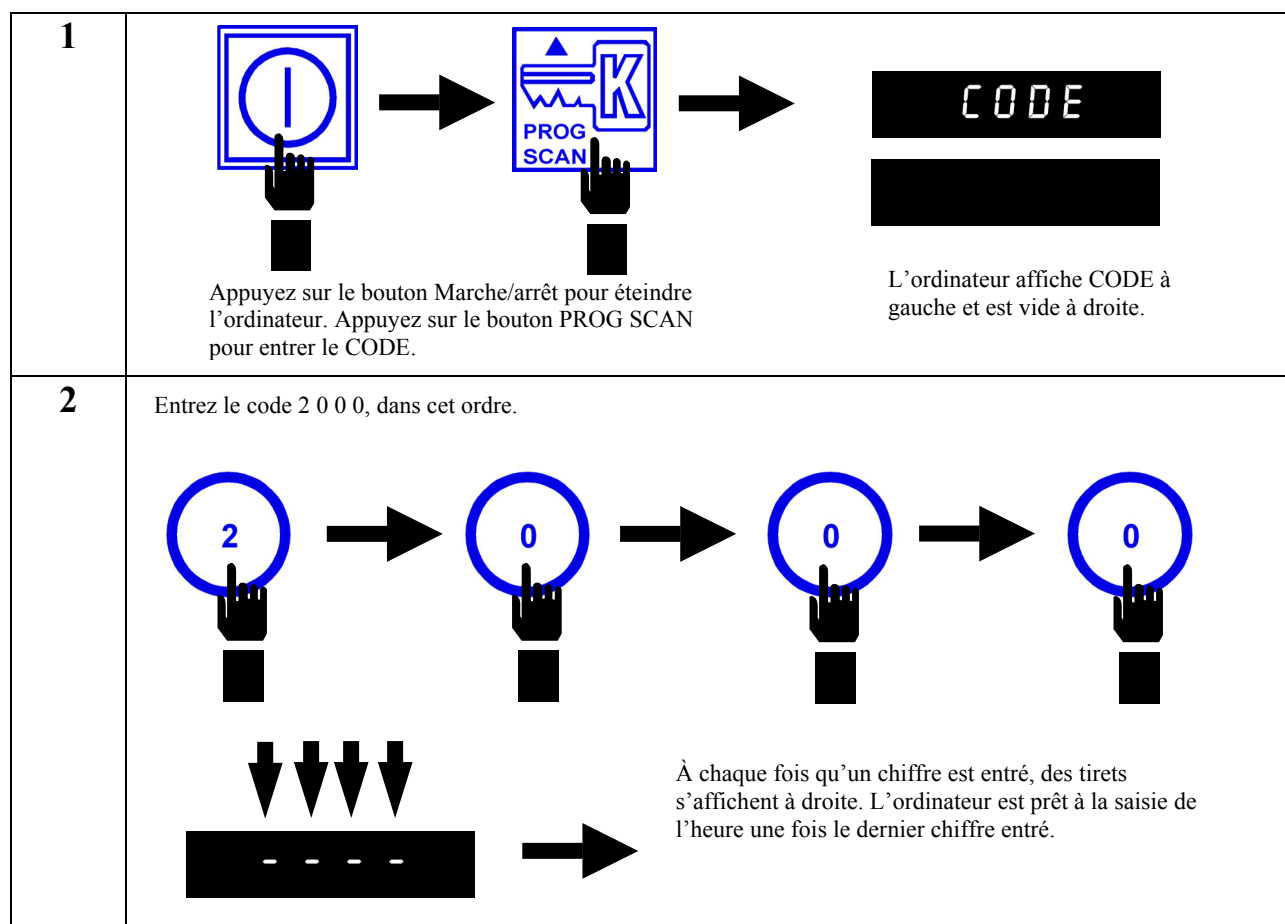 1
K
PROG
SCAN
CODE
Appuyez sur le bouton Marche/arrêt pour éteindre
l’ordinateur. Appuyez sur le bouton PROG SCAN
pour entrer le CODE.
L’ordinateur affiche CODE à
gauche et est vide à droite.
2
Entrez le code 2 0 0 0, dans cet ordre.
2 0 0 0
- - - -
À chaque fois qu’un chiffre est entré, des tirets
s’affichent à droite. L’ordinateur est prêt à la saisie de
l’heure une fois le dernier chiffre entré.